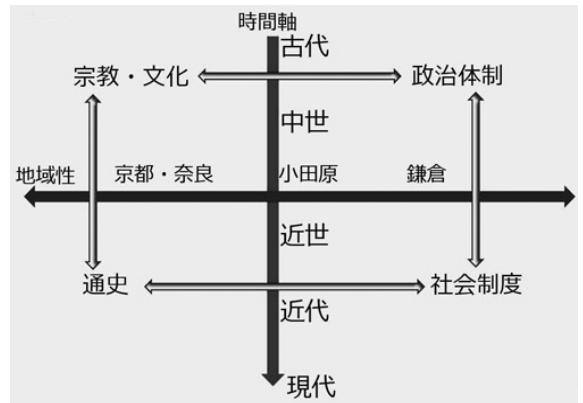 時間軸
古代
宗教・文化
政治体制
中世
地域性
京都・奈良
小田原
鎌倉
近世
通史
社会制度
近代
現代